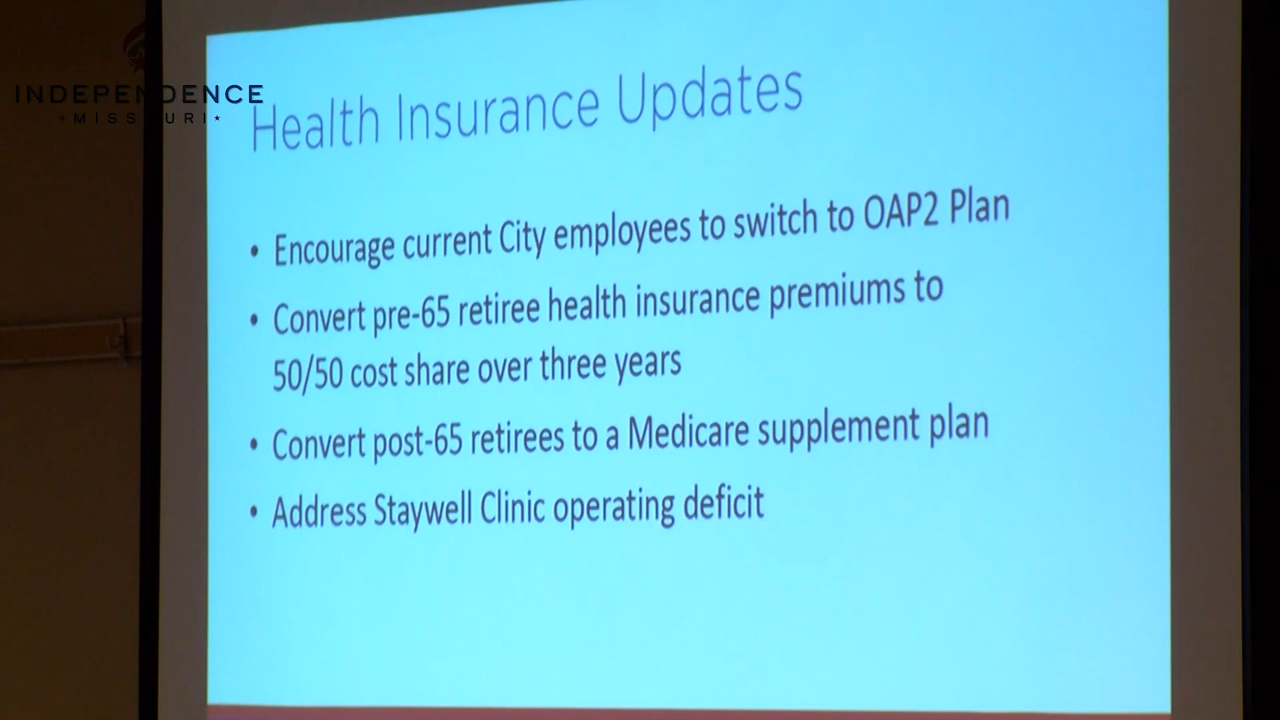 INDEPENDENCE
MISSOURI
Health Insurance Updates
• Encourage current City employees to switch to OAP2 Plan
• Convert pre-65 retiree health insurance premiums to
50/50 cost share over three years
• Convert post-65 retirees to a Medicare supplement plan
• Address Staywell Clinic operating deficit